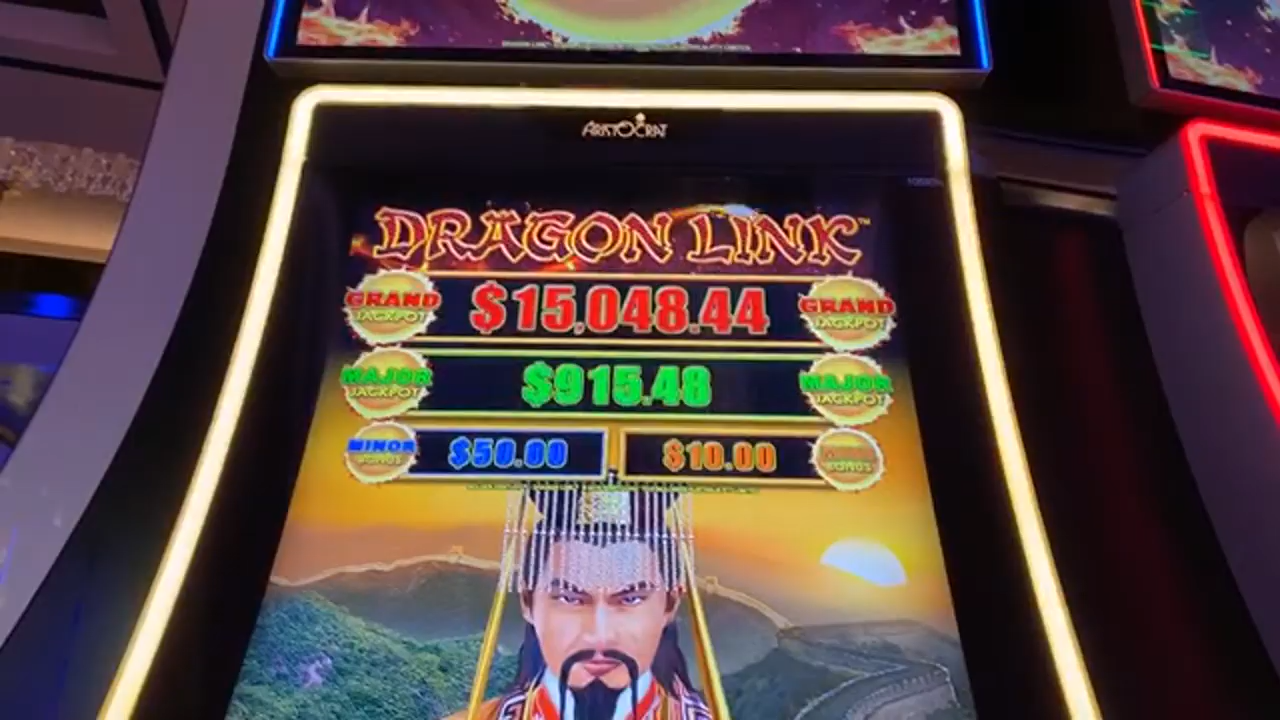 ARISTOCRAT
DRAGON LINK™
GRAND JACKPOT $15,048.44 GRAND JACKPOT
MAJOR JACKPOT $915.48 MAJOR JACKPOT
MINOR BONUS $50.00 $10.00 BONUS